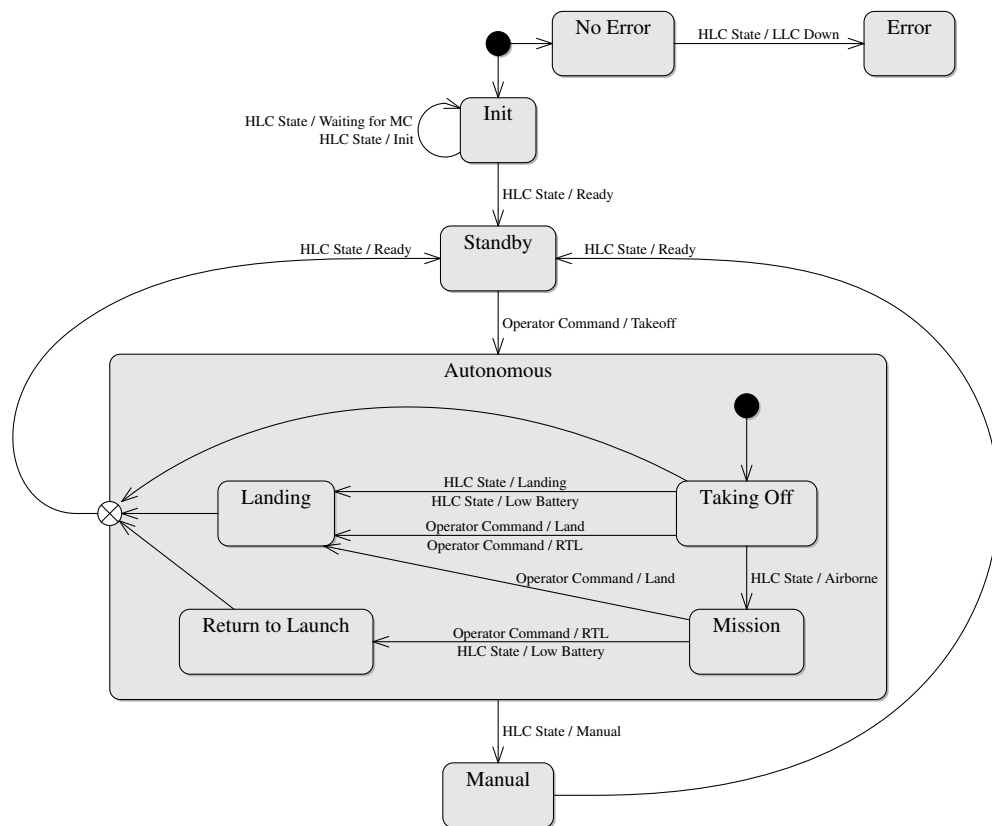 No Error
HLC State / LLC Down
Error
Init
HLC State / Waiting for MC
HLC State / Init
HLC State / Ready
HLC State / Ready
Standby
HLC State / Ready
Operator Command / Takeoff
Autonomous
Landing
HLC State / Landing
HLC State / Low Battery
Taking Off
Operator Command / Land
Operator Command / RTL
Operator Command / Land
HLC State / Airborne
Return to Launch
Operator Command / RTL
HLC State / Low Battery
Mission
HLC State / Manual
Manual